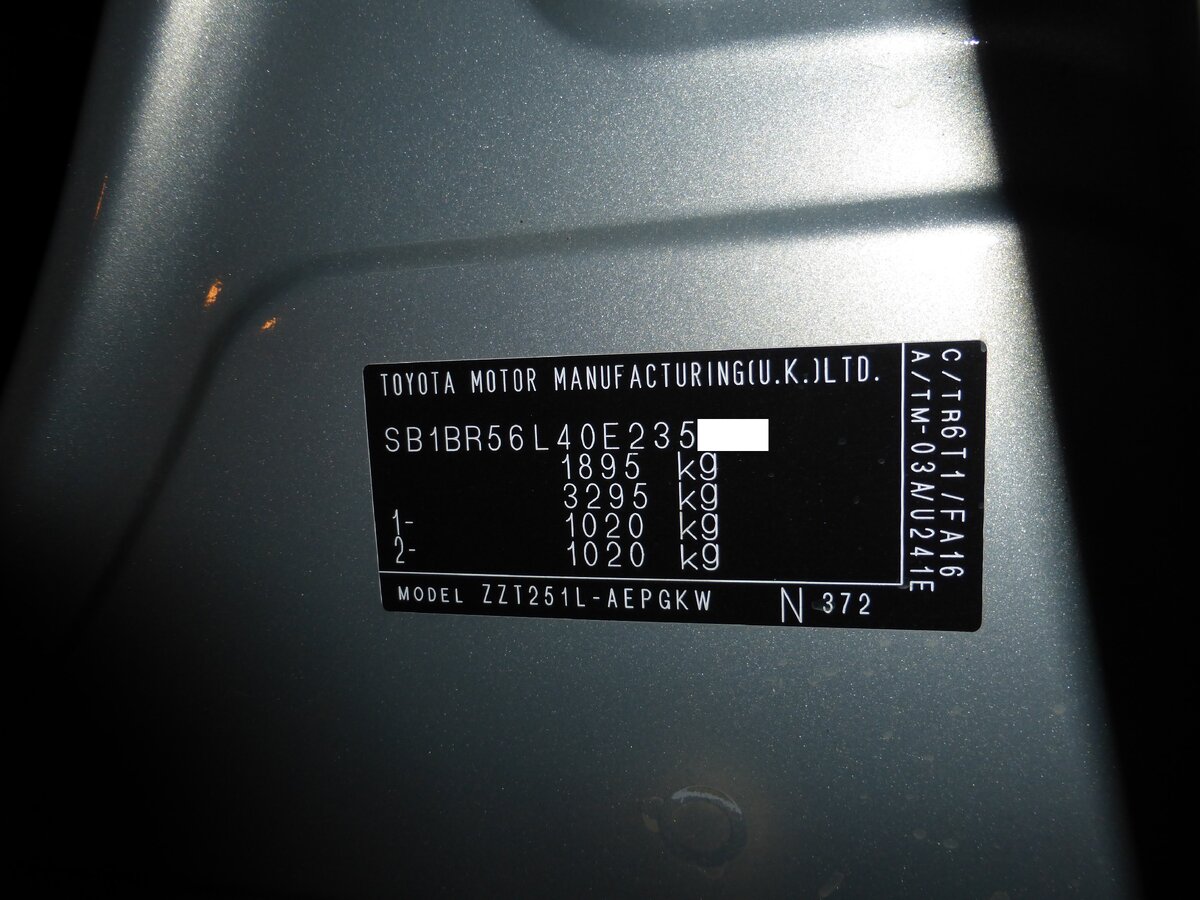 TOYOTA MOTOR MANUFACTURING(U.K.)LTD.
SB1BR56L40E235
1895 kg
3295 kg
1- 1020 kg
2- 1020 kg
MODEL ZZT251L-AEPGKW N 372
C/TR6T1/FA16
A/TM-03A/U241E